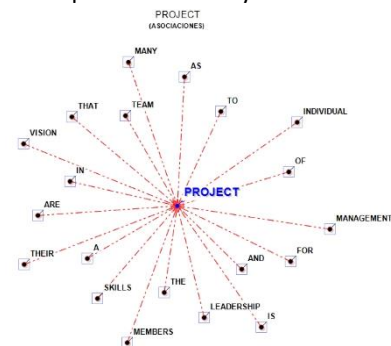 PROJECT
(ASOCIACIONES)
MANY
AS
THAT
TEAM
TO
INDIVIDUAL
VISION
OF
IN
PROJECT
ARE
MANAGEMENT
THEIR
A
AND
FOR
SKILLS
THE
LEADERSHIP
MEMBERS
IS